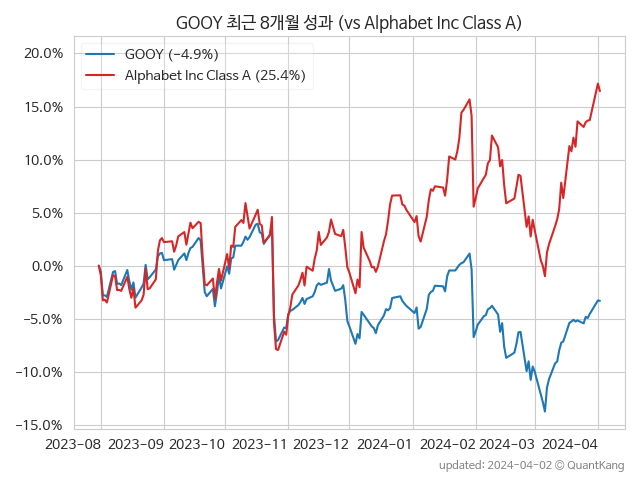 GOOY 최근 8개월 성과 (vs Alphabet Inc Class A)
GOOY (−4.9%)
Alphabet Inc Class A (25.4%)
20.0%
15.0%
10.0%
5.0%
0.0%
−5.0%
−10.0%
−15.0%
2023-08 2023-09 2023-10 2023-11 2023-12 2024-01 2024-02 2024-03 2024-04
updated: 2024-04-02 © QuantKang